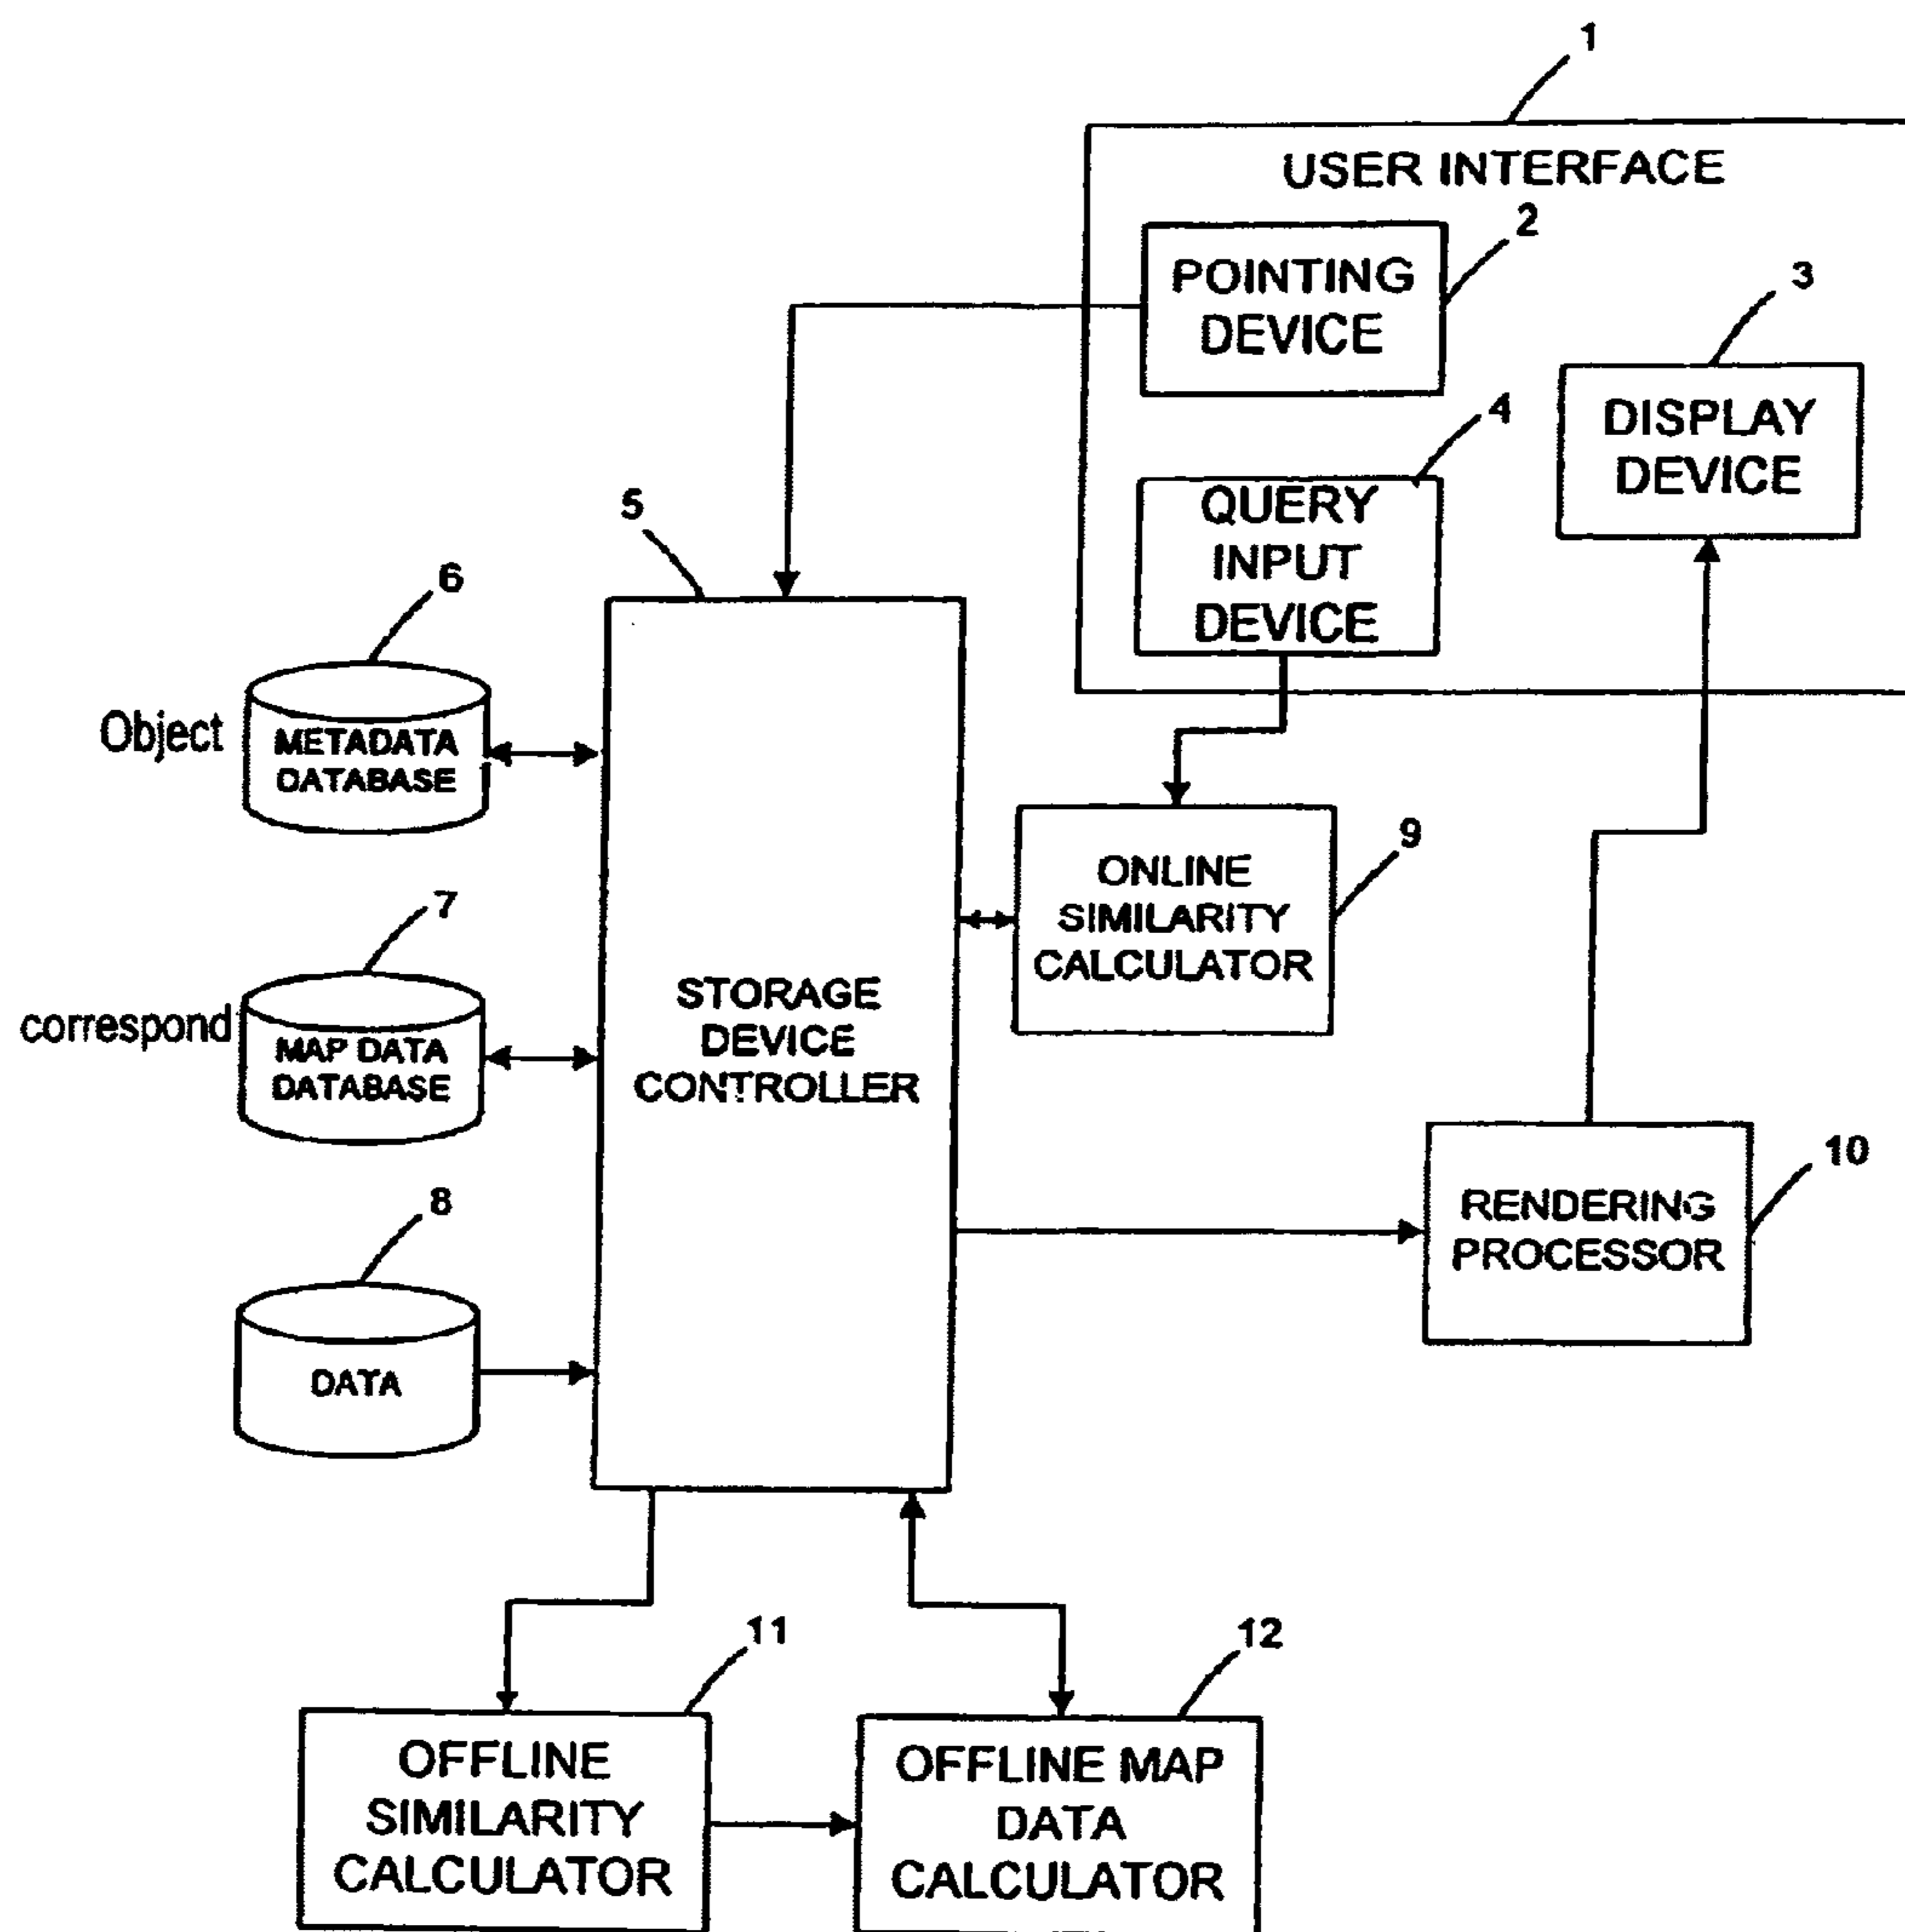 1
USER INTERFACE
2
POINTING
DEVICE
3
DISPLAY
DEVICE
4
QUERY
INPUT
DEVICE
5
6
Object
METADATA
DATABASE
9
ONLINE
SIMILARITY
CALCULATOR
7
correspond
MAP DATA
DATABASE
STORAGE
DEVICE
CONTROLLER
10
RENDERING
PROCESSOR
8
DATA
11
OFFLINE
SIMILARITY
CALCULATOR
12
OFFLINE MAP
DATA
CALCULATOR